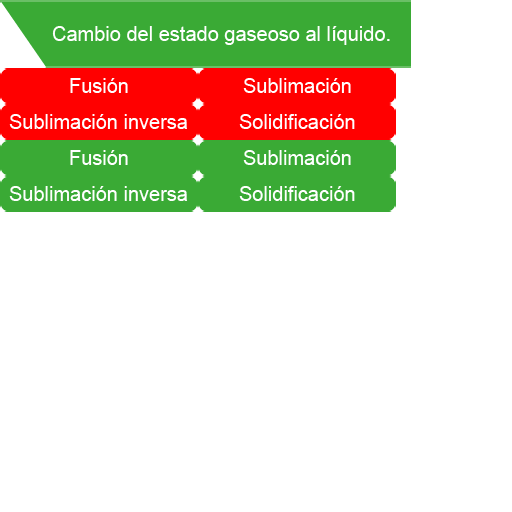 Cambio del estado gaseoso al líquido.
Fusión Sublimación
Sublimación inversa Solidificación
Fusión Sublimación
Sublimación inversa Solidificación